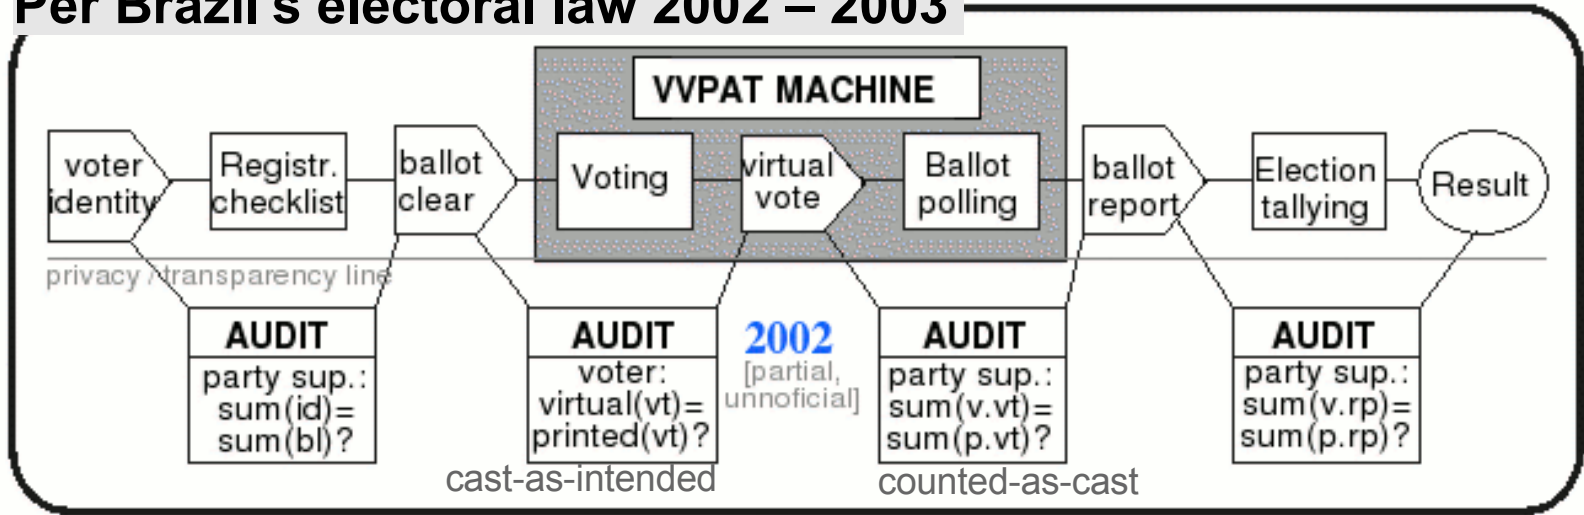 Per Brazil's electoral law 2002 – 2003
VVPAT MACHINE
voter
identity
Registr.
checklist
ballot
clear
Voting
virtual
vote
Ballot
polling
ballot
report
Election
tallying
Result
privacy / transparency line
AUDIT
party sup.:
sum(id)=
sum(bl)?
AUDIT
voter:
virtual(vt)=
printed(vt)?
2002
[partial,
unnoficial]
AUDIT
party sup.:
sum(v.vt)=
sum(p.vt)?
AUDIT
party sup.:
sum(v.rp)=
sum(p.rp)?
cast-as-intended
counted-as-cast